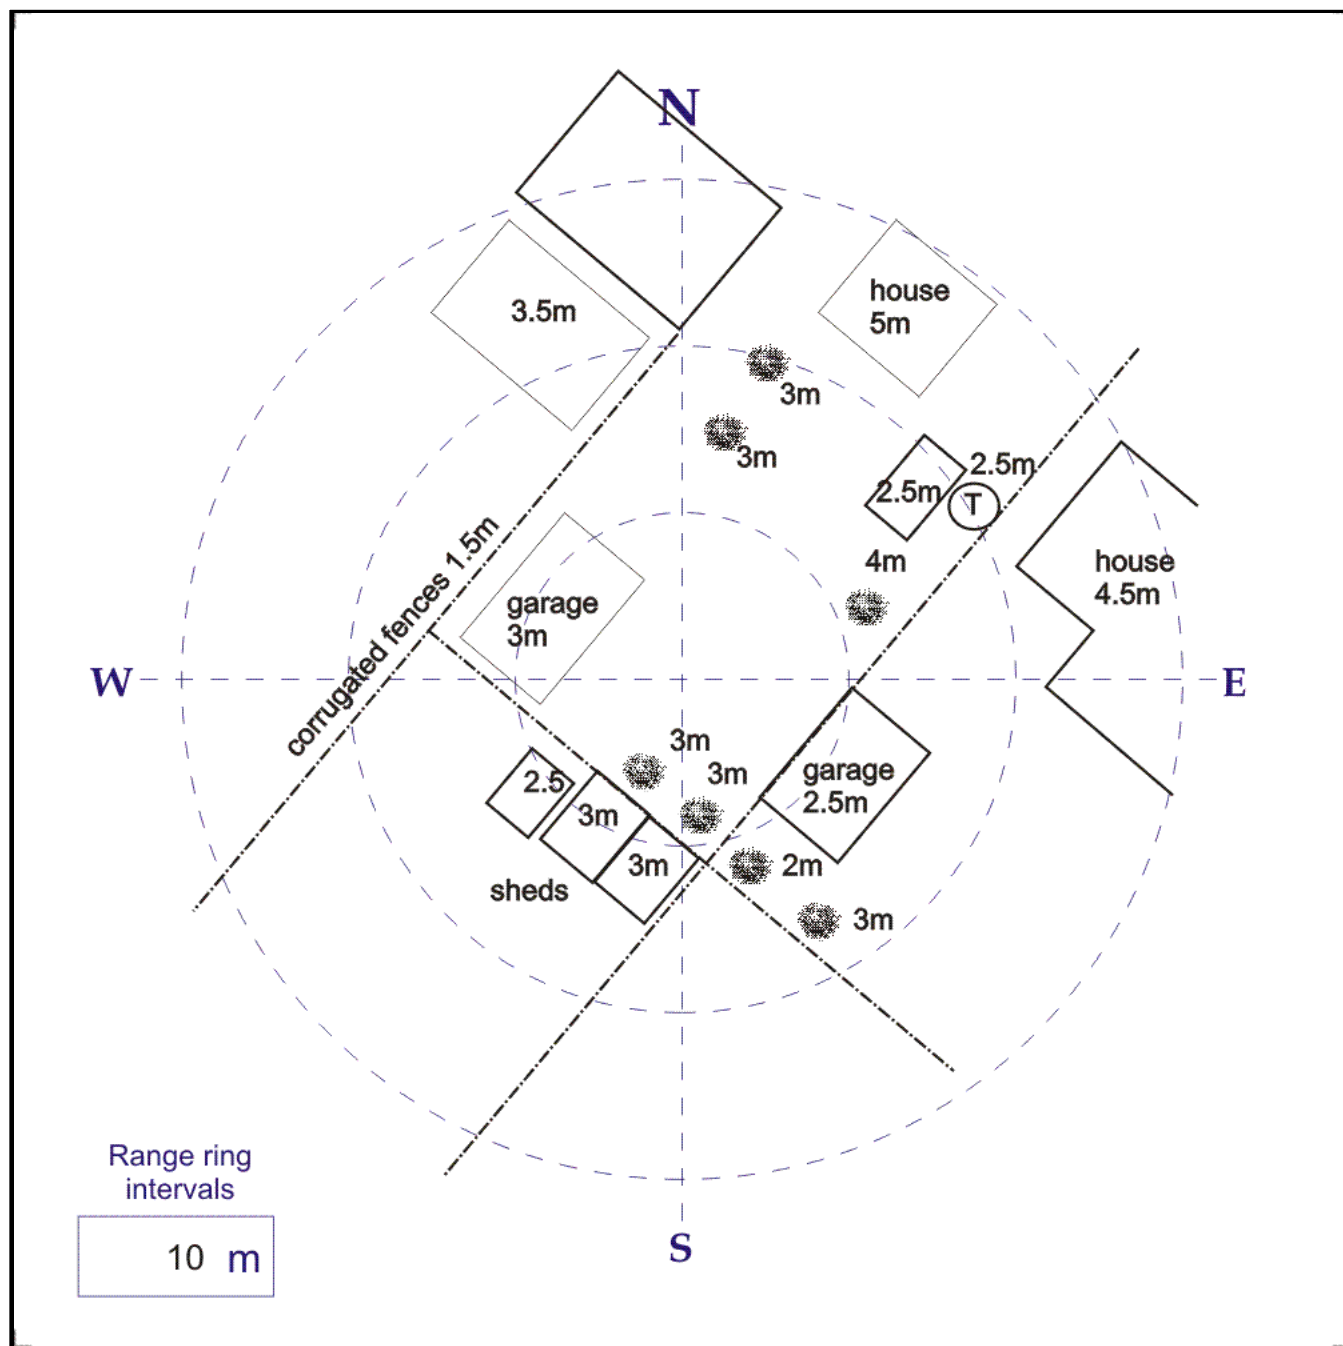 N
3.5m
house
5m
3m
3m
2.5m
2.5m
T
corrugated fences 1.5m
4m
house
4.5m
garage
3m
W
E
3m
3m
2.5
garage
2.5m
3m
3m
2m
sheds
3m
Range ring
intervals
10 m
S